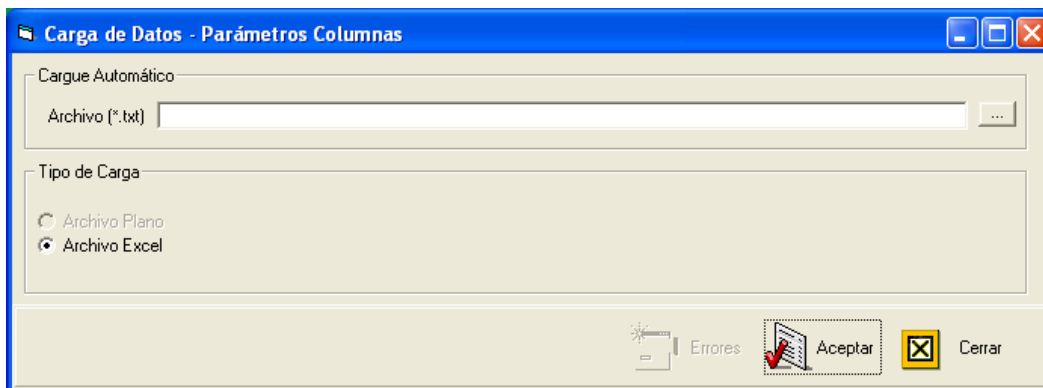 Carga de Datos - Parámetros Columnas
Cargue Automático
Archivo (*.txt)
...
Tipo de Carga
Archivo Plano
Archivo Excel
Errores Aceptar Cerrar